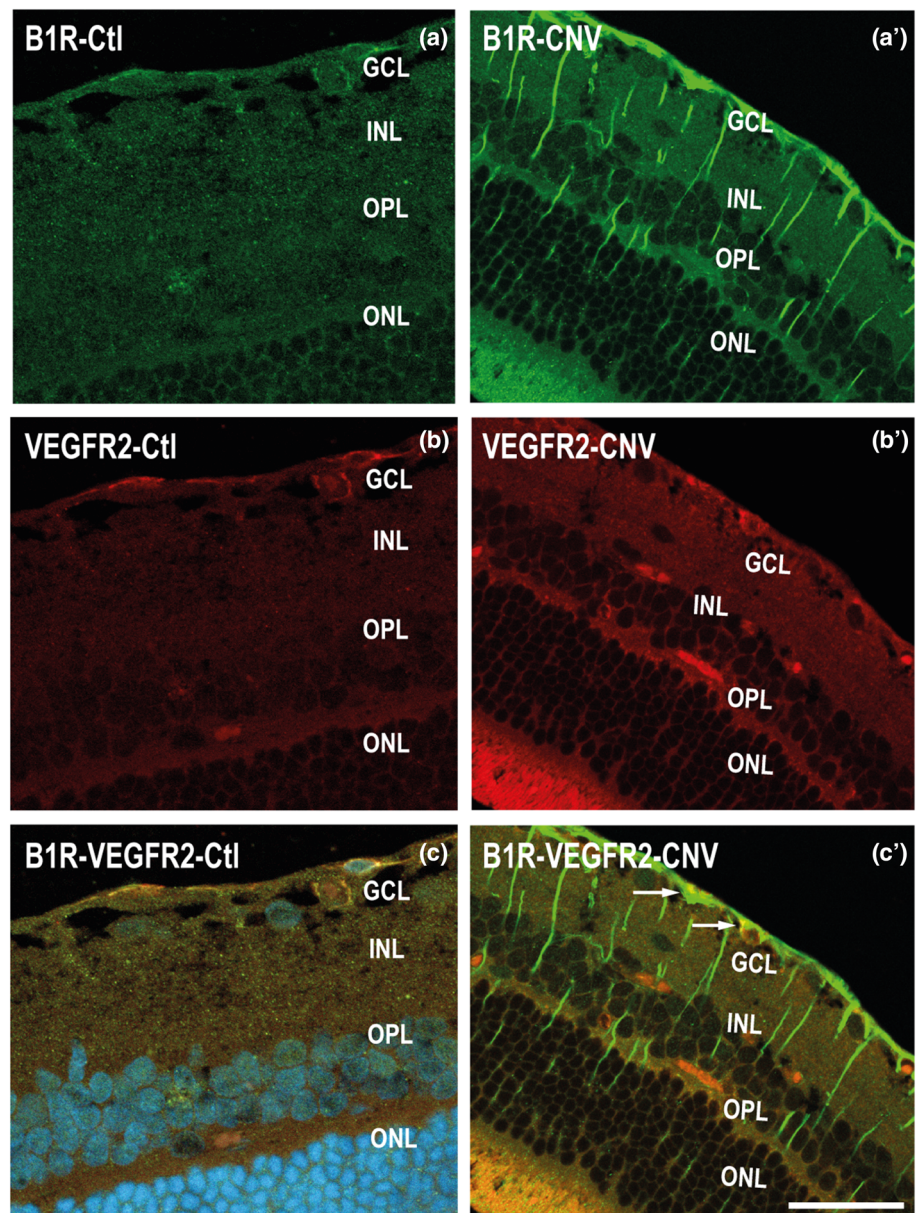 B1R-Ctl
(a)
GCL
INL
OPL
ONL
B1R-CNV
(a’)
GCL
INL
OPL
ONL
VEGFR2-Ctl
(b)
GCL
INL
OPL
ONL
VEGFR2-CNV
(b’)
GCL
INL
OPL
ONL
B1R-VEGFR2-Ctl
(c)
GCL
INL
OPL
ONL
B1R-VEGFR2-CNV
(c’)
GCL
INL
OPL
ONL